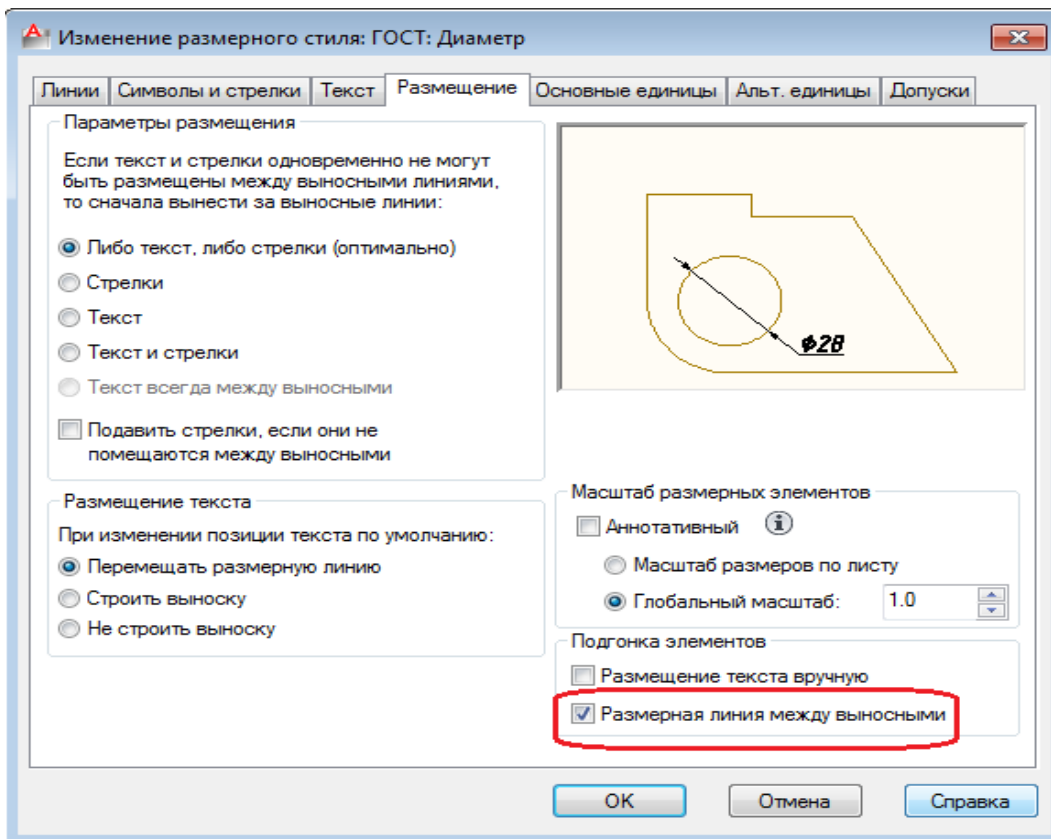 Изменение размерного стиля: ГОСТ: Диаметр
Линии Символы и стрелки Текст Размещение Основные единицы Альт. единицы Допуски
Параметры размещения
Если текст и стрелки одновременно не могут
быть размещены между выносными линиями,
то сначала вынести за выносные линии:
Либо текст, либо стрелки (оптимально)
Стрелки
Текст
Текст и стрелки
Текст всегда между выносными
Подавить стрелки, если они не
помещаются между выносными
Размещение текста
При изменении позиции текста по умолчанию:
Перемещать размерную линию
Строить выноску
Не строить выноску
ϕ28
Масштаб размерных элементов
Аннотативный
Масштаб размеров по листу
Глобальный масштаб: 1.0
Подгонка элементов
Размещение текста вручную
Размерная линия между выносными
OK Отмена Справка